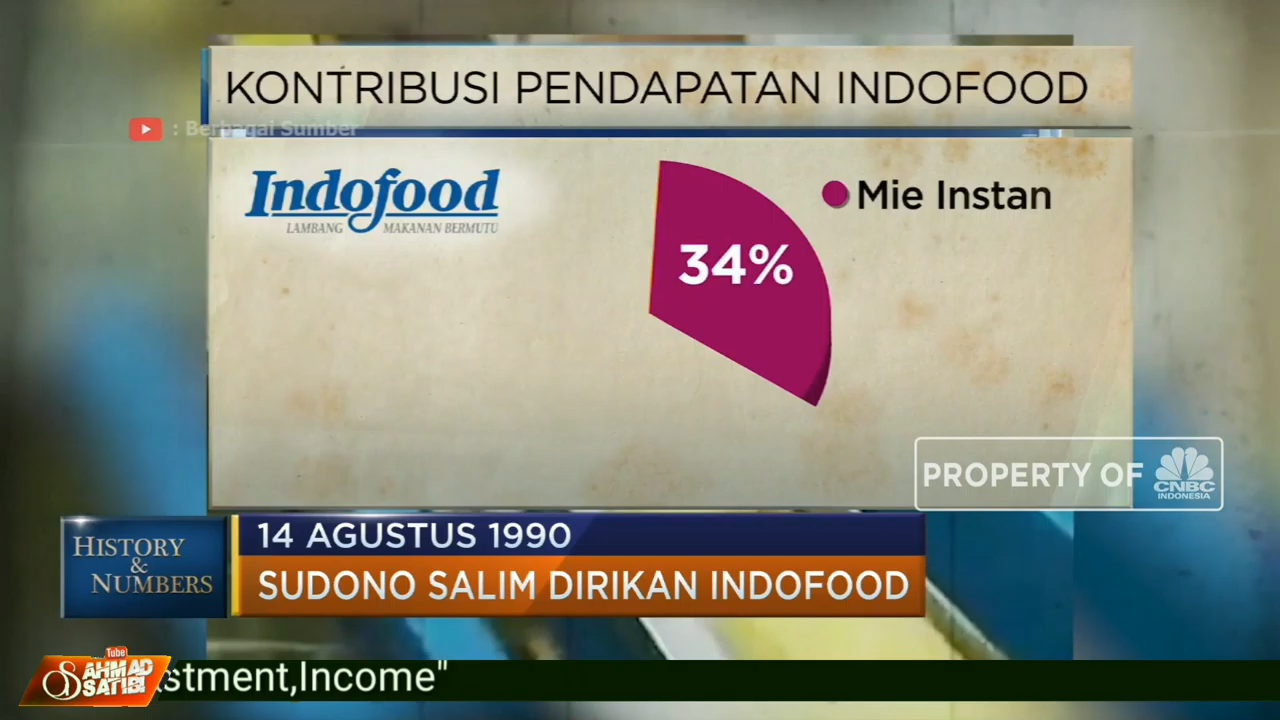 KONTRIBUSI PENDAPATAN INDOFOOD
: Berbagai Sumber
Indofood
LAMBANG MAKANAN BERMUTU
Mie Instan
34%
PROPERTY OF CNBC INDONESIA
HISTORY & NUMBERS
14 AGUSTUS 1990
SUDONO SALIM DIRIKAN INDOFOOD
Tube
AHMAD
SATIBI
stment,Income"